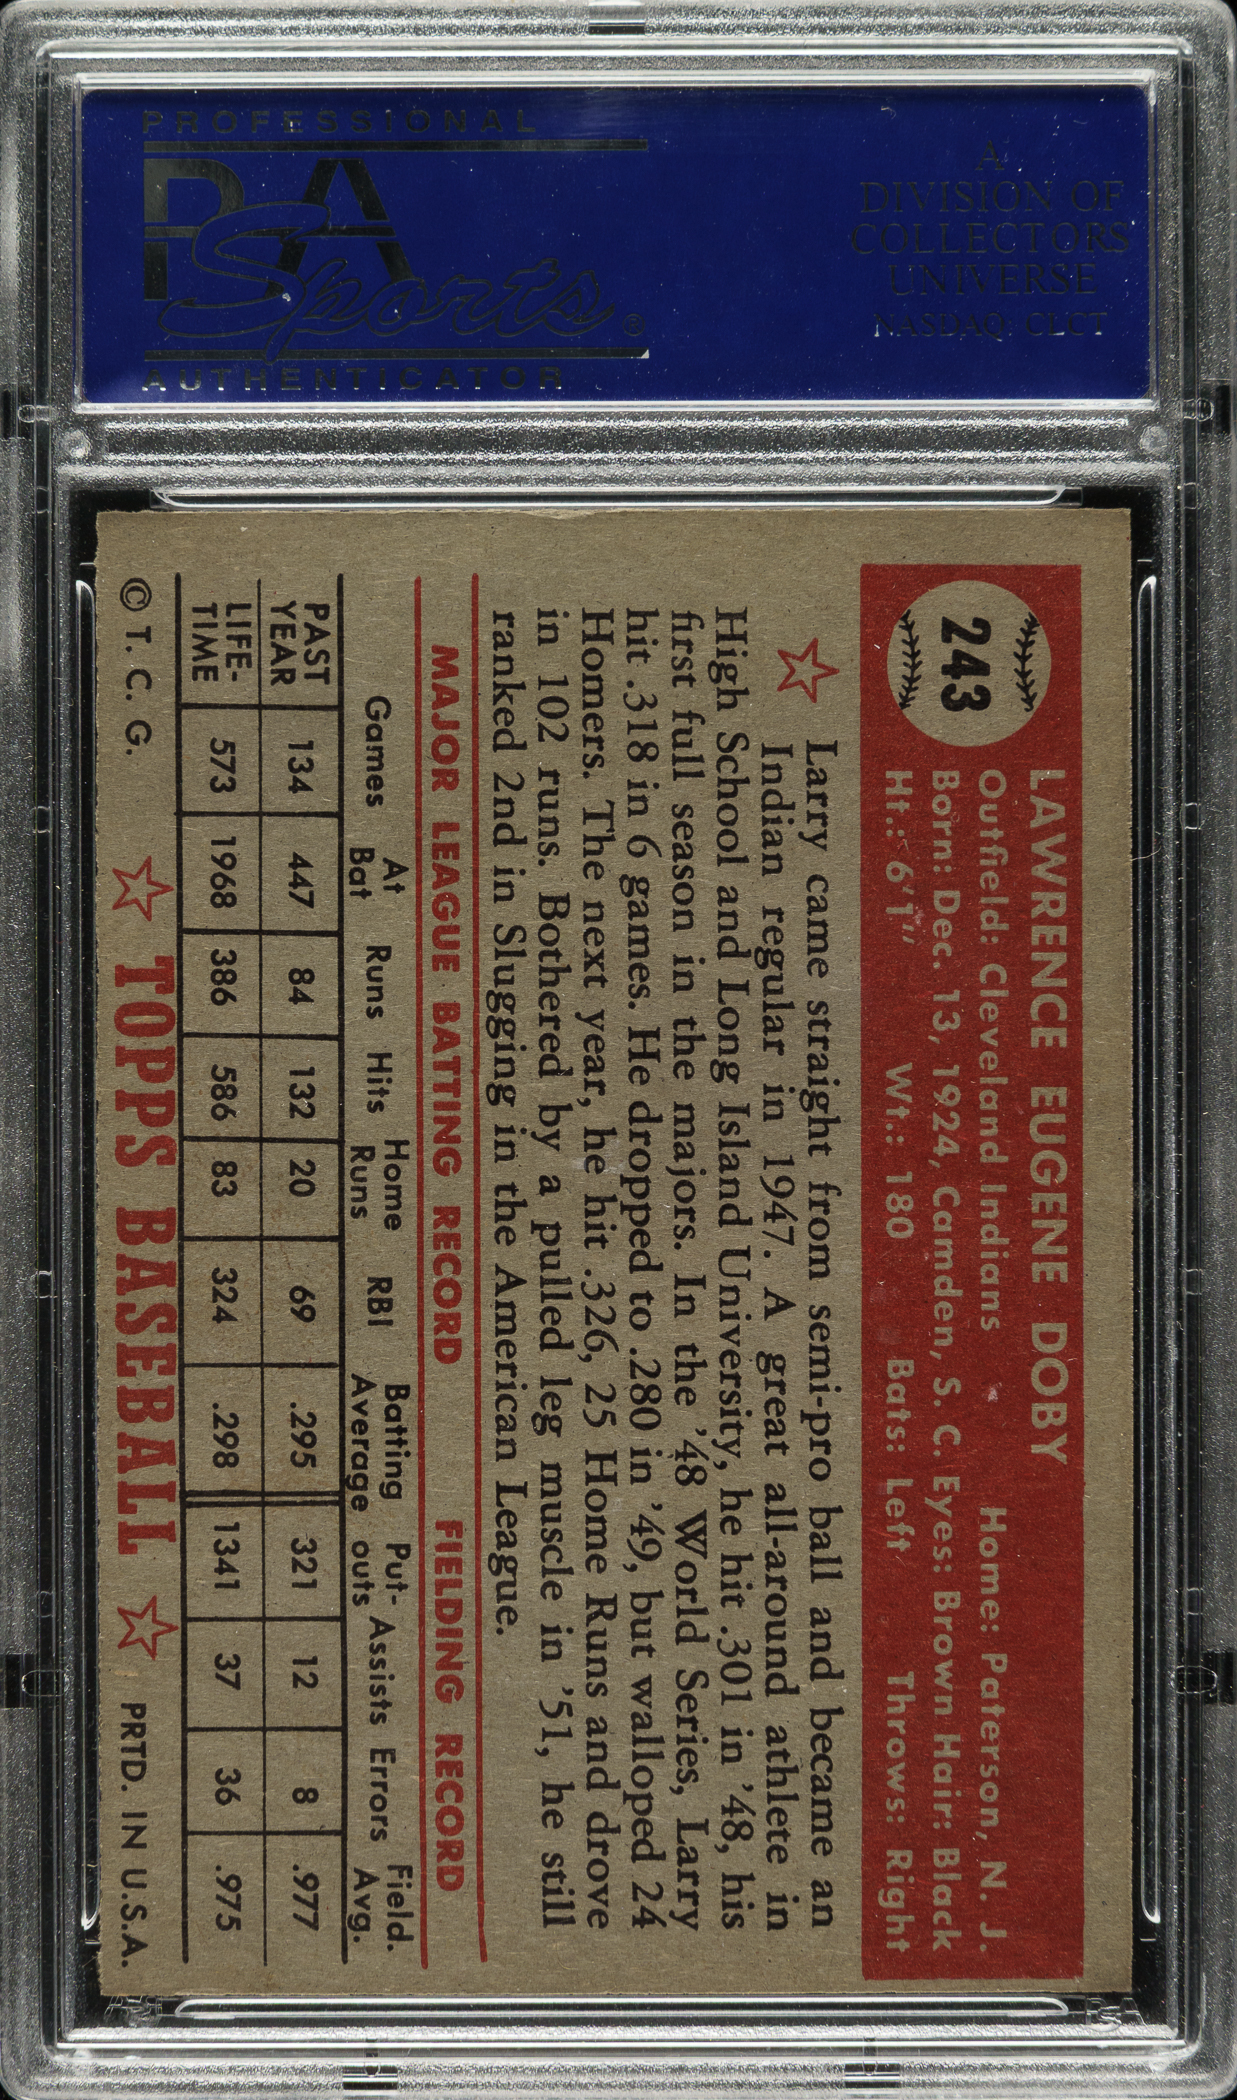 PROFESSIONAL
PSA
Sports®
AUTHENTICATOR
A
DIVISION OF
COLLECTORS
UNIVERSE
NASDAQ: CLCT
243
LAWRENCE EUGENE DOBY
Outfield: Cleveland Indians Home: Paterson, N. J.
Born: Dec. 13, 1924, Camden, S. C. Eyes: Brown Hair: Black
Ht.: 6'1" Wt.: 180 Bats: Left Throws: Right
Larry came straight from semi-pro ball and became an
Indian regular in 1947. A great all-around athlete in
High School and Long Island University, he hit .301 in '48, his
first full season in the majors. In the '48 World Series, Larry
hit .318 in 6 games. He dropped to .280 in '49, but walloped 24
Homers. The next year, he hit .326, 25 Home Runs and drove
in 102 runs. Bothered by a pulled leg muscle in '51, he still
ranked 2nd in Slugging in the American League.
MAJOR LEAGUE BATTING RECORD FIELDING RECORD
Games At Bat Runs Hits Home Runs RBI Batting Average Put-outs Assists Errors Field. Avg.
PAST YEAR 134 447 84 132 20 69 .295 321 12 8 .977
LIFE-TIME 573 1968 386 586 83 324 .298 1341 37 36 .975
© T. C. G. TOPPS BASEBALL PRTD. IN U.S.A.
PSA